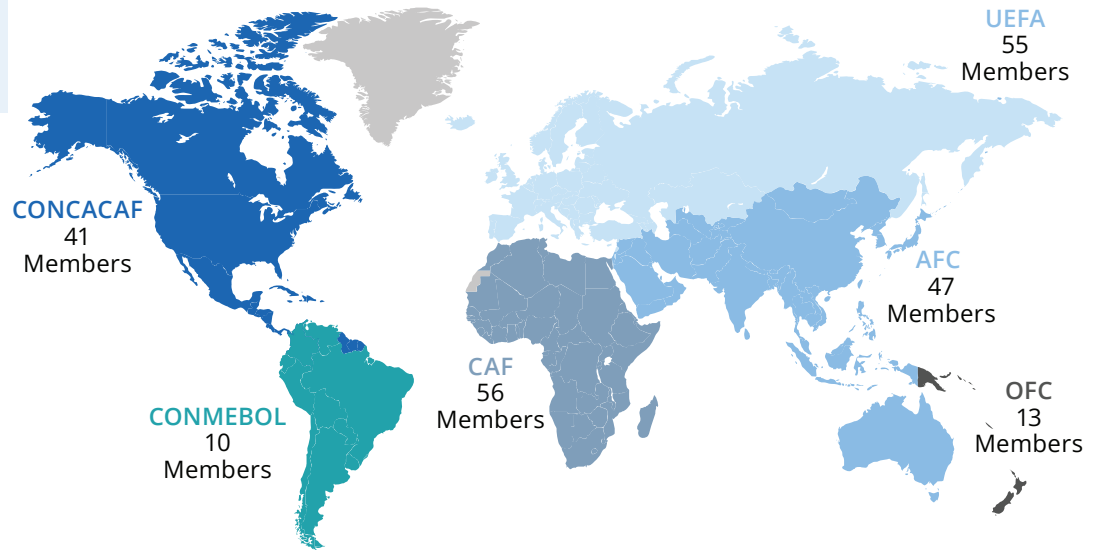 UEFA
55
Members
CONCACAF
41
Members
AFC
47
Members
CAF
56
Members
OFC
13
Members
CONMEBOL
10
Members